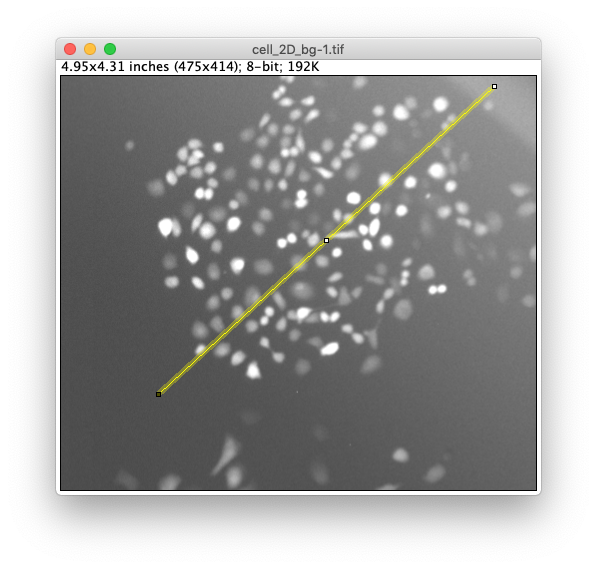 cell_2D_bg-1.tif
4.95x4.31 inches (475x414); 8-bit; 192K